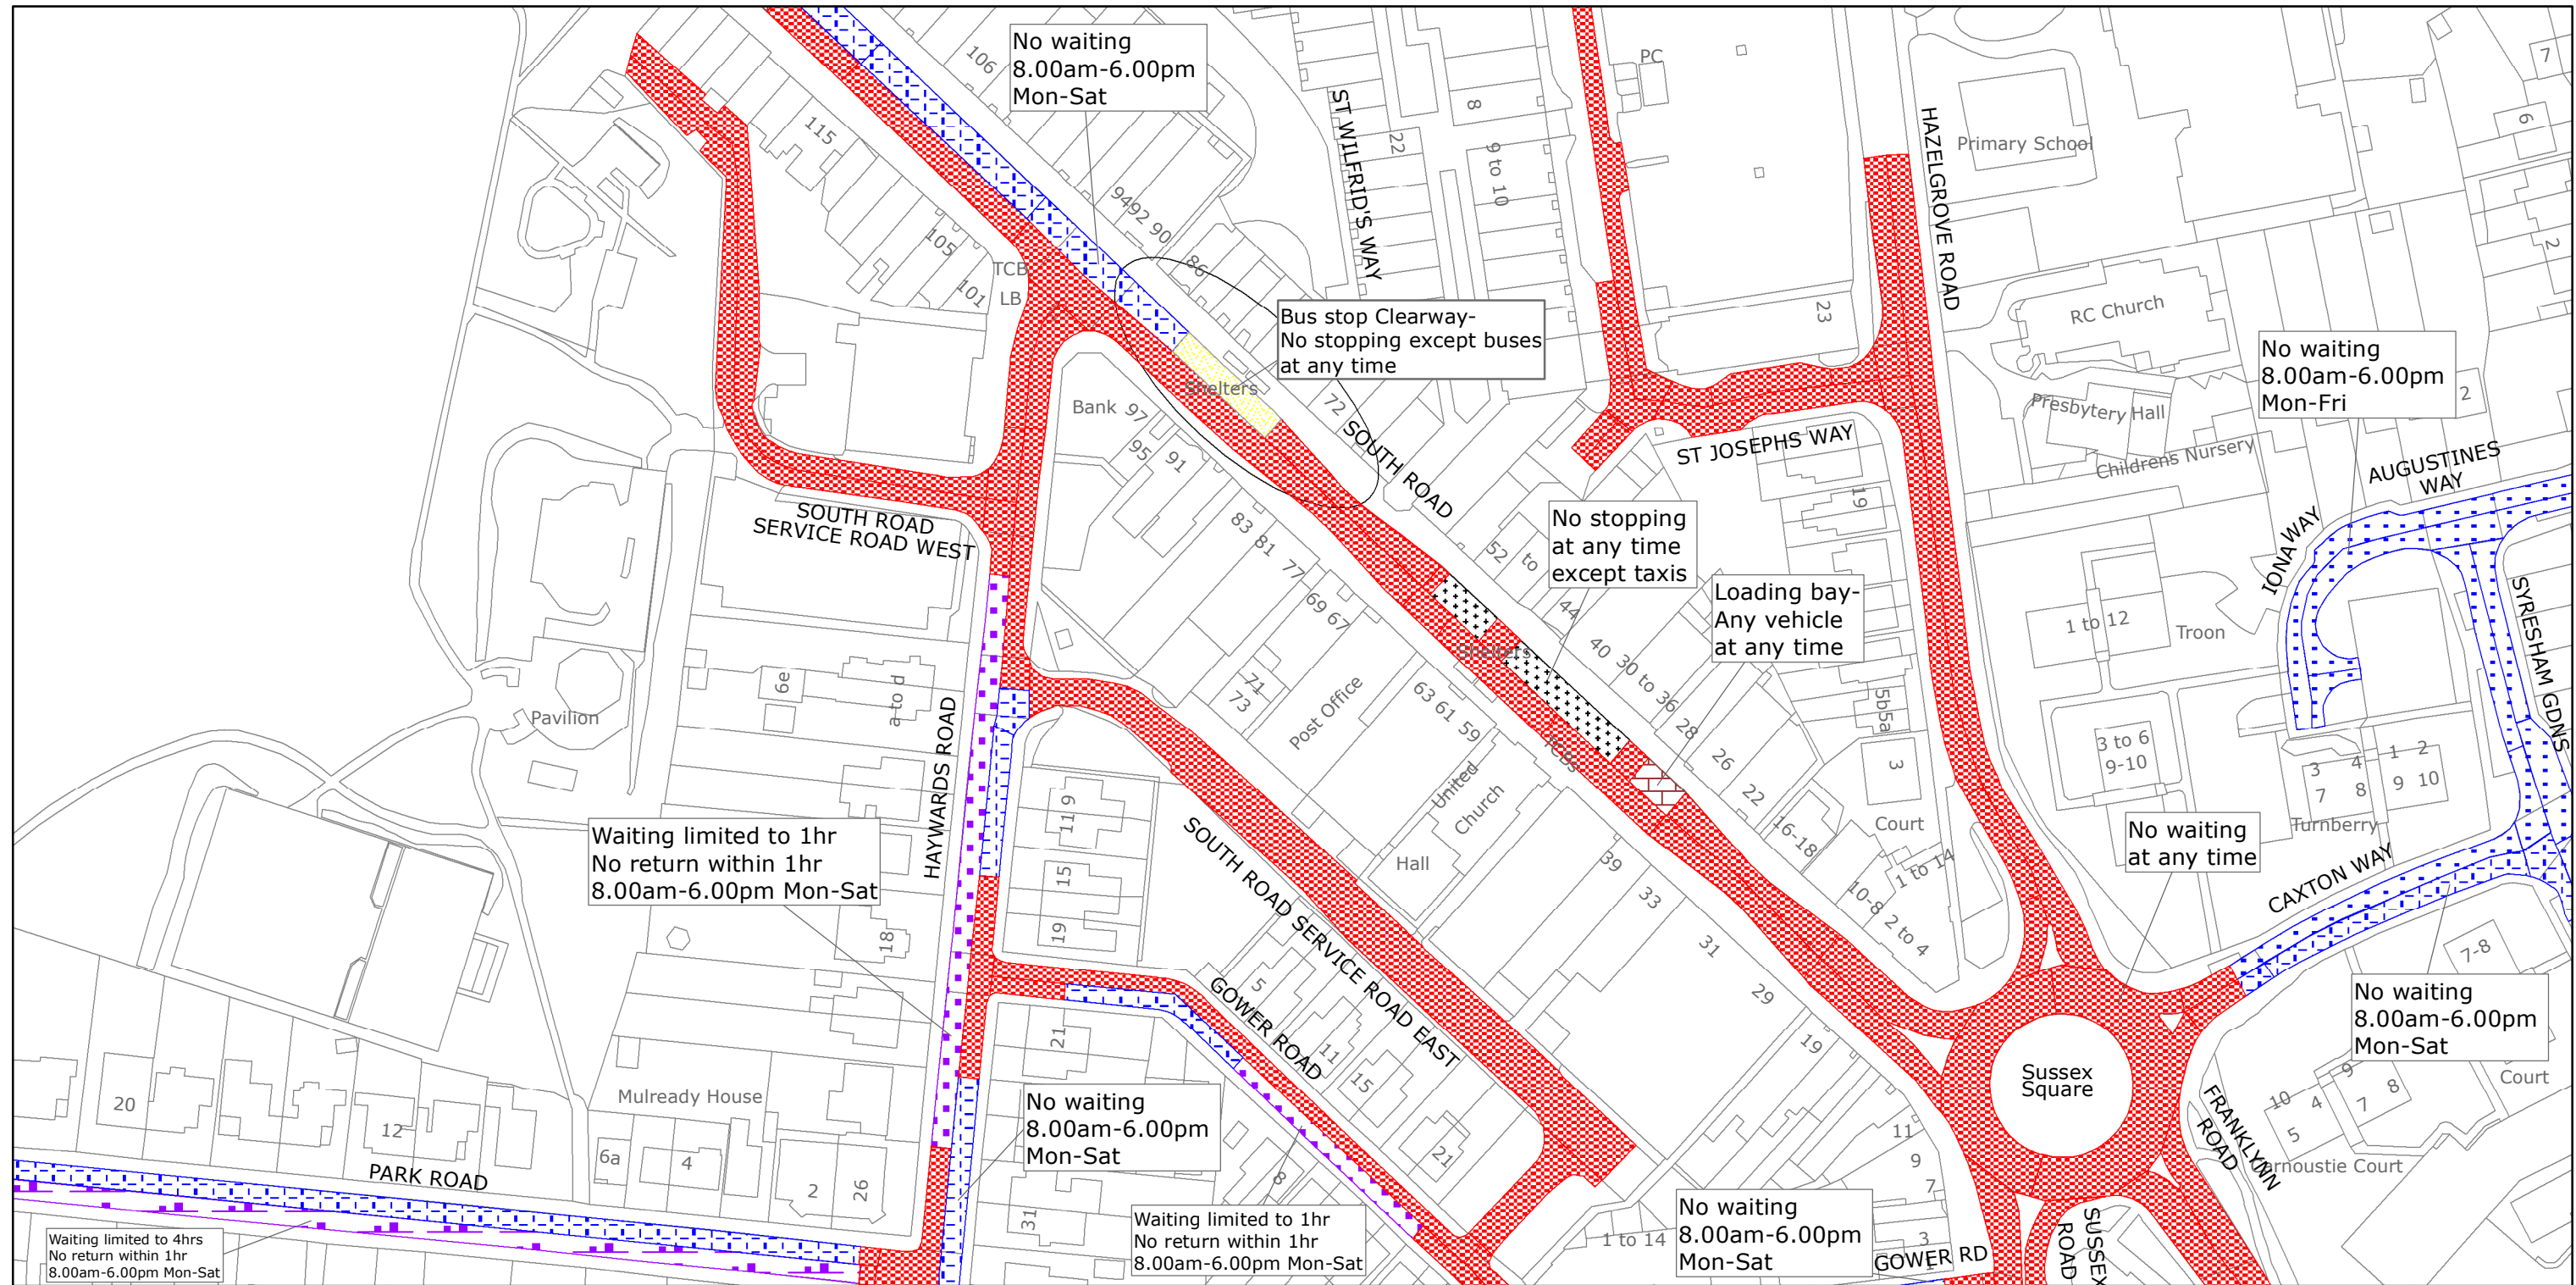 No waiting
8.00am-6.00pm
Mon-Sat
106
115
105
101
TCB
LB
9492 90
86
ST WILFRID'S WAY
22
8
9 to 10
PC
23
HAZELGROVE ROAD
Primary School
7
6
2
RC Church
Presbytery Hall
Childrens Nursery
2
No waiting
8.00am-6.00pm
Mon-Fri
AUGUSTINES
WAY
IONA WAY
SYRESHAM GDNS
Bus stop Clearway-
No stopping except buses
at any time
Shelters
72
SOUTH ROAD
Bank
97
95
91
83 81
77
69 67
71
73
Post Office
63 61 59
United
Church
Hall
TCBs
Shelters
ST JOSEPHS WAY
19
No stopping
at any time
except taxis
52 to
44
40
30 to 36
28
26
22
16-18
10-8
2 to 4
1 to 14
Court
3
5b5a
Loading bay-
Any vehicle
at any time
39
33
31
29
19
11
9
7
3
1 to 12
Troon
3 to 6
9-10
3
4
7
8
1
2
9
10
Turnberry
No waiting
at any time
CAXTON WAY
7-8
No waiting
8.00am-6.00pm
Mon-Sat
Court
9
8
7
10
4
5
FRANKLYNN
ROAD
Sussex
Square
SUSSEX
ROAD
GOWER RD
No waiting
8.00am-6.00pm
Mon-Sat
1 to 14
SOUTH ROAD
SERVICE ROAD WEST
6e
a to d
Pavilion
HAYWARDS ROAD
Waiting limited to 1hr
No return within 1hr
8.00am-6.00pm Mon-Sat
18
119
15
19
SOUTH ROAD SERVICE ROAD EAST
GOWER ROAD
5
11
15
21
21
31
8
No waiting
8.00am-6.00pm
Mon-Sat
Waiting limited to 1hr
No return within 1hr
8.00am-6.00pm Mon-Sat
Mulready House
20
12
6a
4
2
26
PARK ROAD
Waiting limited to 4hrs
No return within 1hr
8.00am-6.00pm Mon-Sat